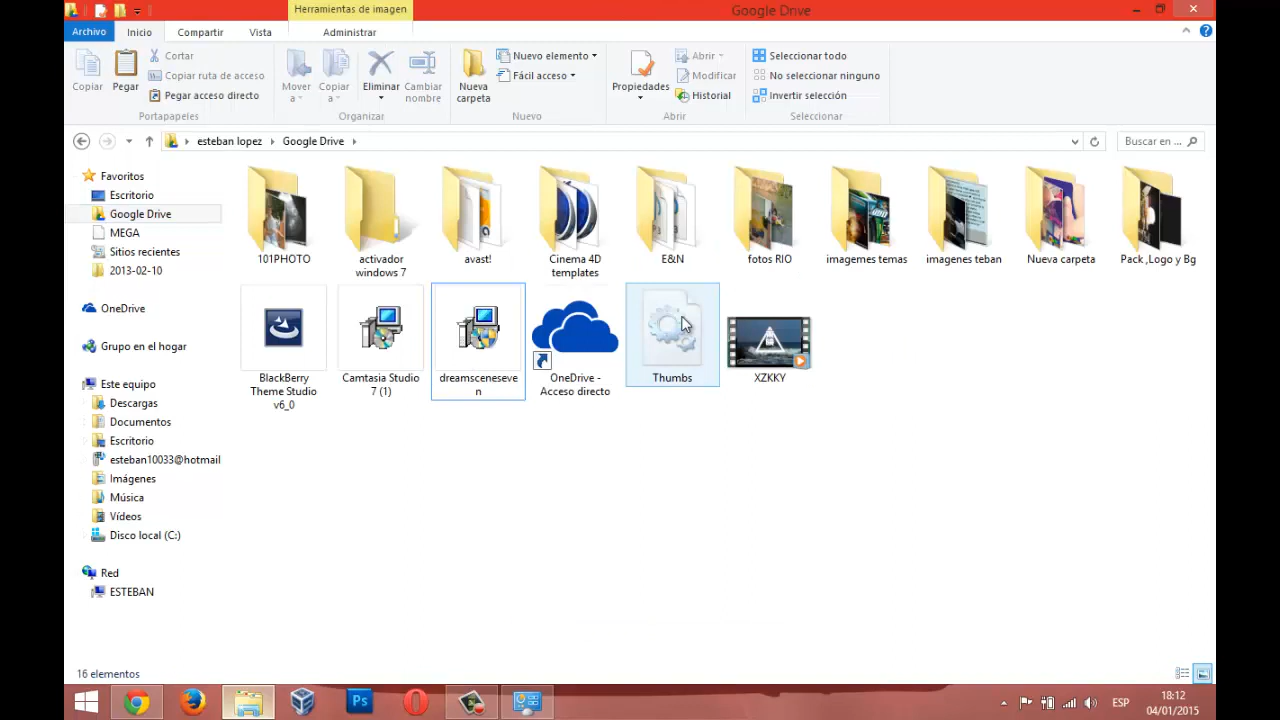 Herramientas de imagen
Google Drive
Archivo
Inicio
Compartir
Vista
Administrar
Copiar
Pegar
Cortar
Copiar ruta de acceso
Pegar acceso directo
Portapapeles
Mover a
Copiar a
Eliminar
Cambiar nombre
Organizar
Nueva carpeta
Nuevo elemento
Fácil acceso
Nuevo
Propiedades
Abrir
Modificar
Historial
Abrir
Seleccionar todo
No seleccionar ninguno
Invertir selección
Seleccionar
esteban lopez
Google Drive
Buscar en ...
Favoritos
Escritorio
Google Drive
MEGA
Sitios recientes
2013-02-10
OneDrive
Grupo en el hogar
Este equipo
Descargas
Documentos
Escritorio
esteban10033@hotmail
Imágenes
Música
Vídeos
Disco local (C:)
Red
ESTEBAN
101PHOTO
activador
windows 7
avast!
Cinema 4D
templates
E&N
fotos RIO
imagemes temas
imagenes teban
Nueva carpeta
Pack ,Logo y Bg
BlackBerry
Theme Studio
v6_0
Camtasia Studio
7 (1)
dreamsceneseve
n
OneDrive -
Acceso directo
Thumbs
XZKKY
16 elementos
Ps
ESP
18:12
04/01/2015